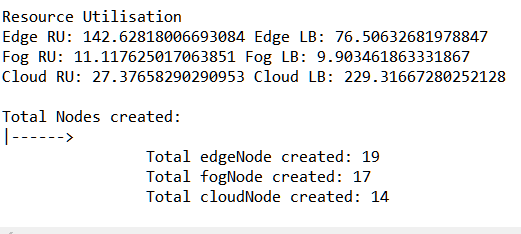 Resource Utilisation
Edge RU: 142.62818006693084 Edge LB: 76.50632681978847
Fog RU: 11.117625017063851 Fog LB: 9.903461863331867
Cloud RU: 27.37658290290953 Cloud LB: 229.31667280252128
Total Nodes created:
|------>
Total edgeNode created: 19
Total fogNode created: 17
Total cloudNode created: 14